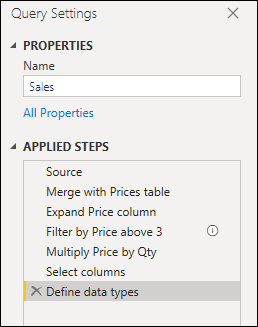 Query Settings
PROPERTIES
Name
Sales
All Properties
APPLIED STEPS
Source
Merge with Prices table
Expand Price column
Filter by Price above 3
Multiply Price by Qty
Select columns
Define data types